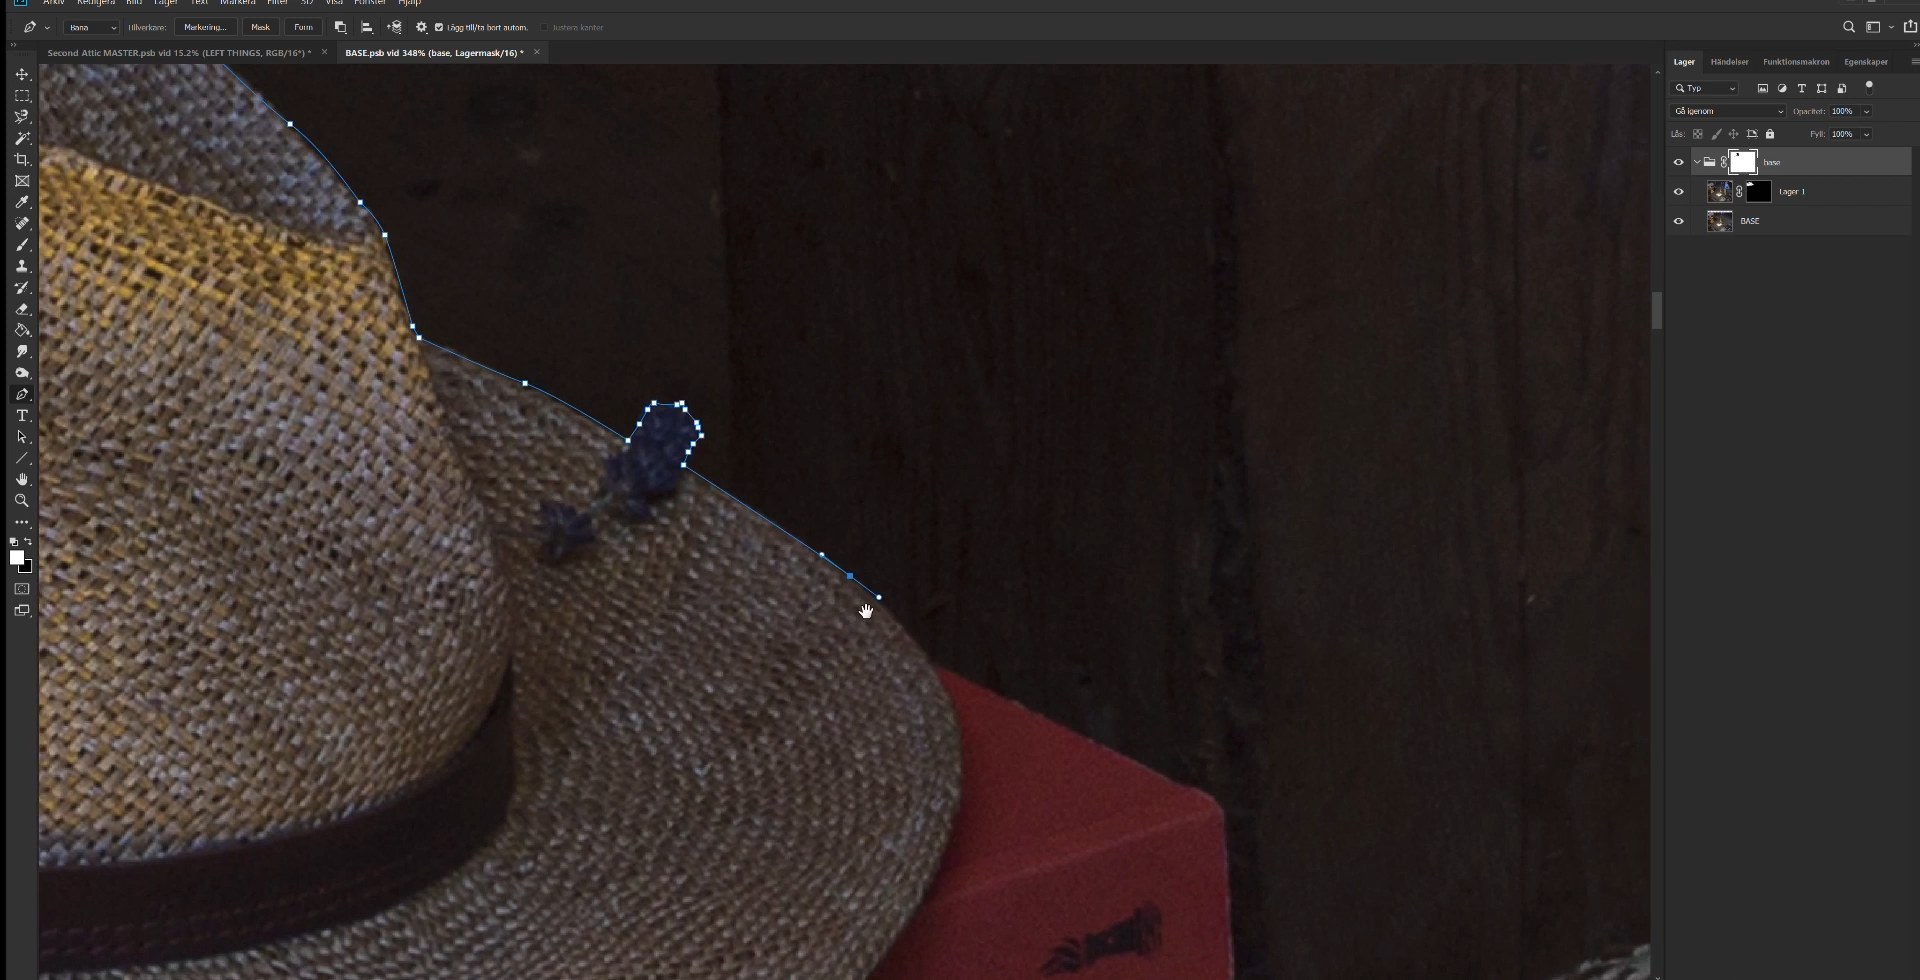 Arkiv Redigera Bild Lager Text Markera Filter 3D Visa Fönster Hjälp
Bana Tillverkare: Markering... Mask Form Lägg till/ta bort autom. Justera kanter
Second Attic MASTER.psb vid 15.2% (LEFT THINGS, RGB/16*) * × BASE.psb vid 348% (base, Lagermask/16) * ×
Lager Händelser Funktionsmakron Egenskaper
Typ
Gå igenom Opacitet: 100%
Lås: Fyll: 100%
base
Lager 1
BASE